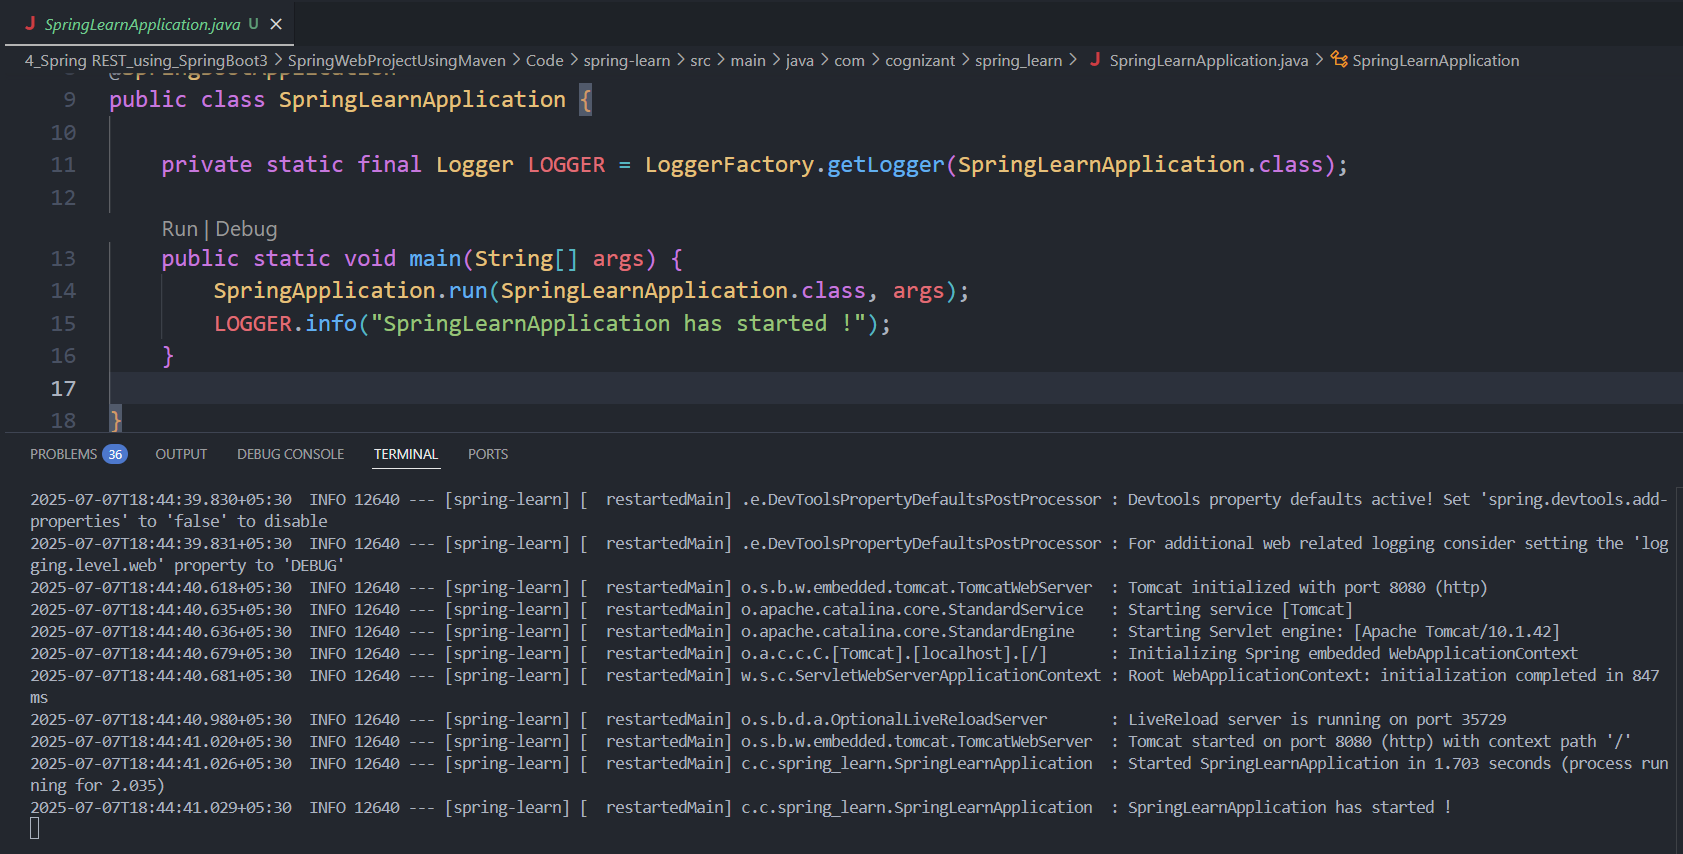 SpringLearnApplication.java U ×
4_Spring REST_using_SpringBoot3 > SpringWebProjectUsingMaven > Code > spring-learn > src > main > java > com > cognizant > spring_learn > J SpringLearnApplication.java > SpringLearnApplication
@SpringBootApplication
9 public class SpringLearnApplication {
10
11 private static final Logger LOGGER = LoggerFactory.getLogger(SpringLearnApplication.class);
12
Run | Debug
13 public static void main(String[] args) {
14 SpringApplication.run(SpringLearnApplication.class, args);
15 LOGGER.info("SpringLearnApplication has started !");
16 }
17
18 }
PROBLEMS 36 OUTPUT DEBUG CONSOLE TERMINAL PORTS
2025-07-07T18:44:39.830+05:30  INFO 12640 --- [spring-learn] [  restartedMain] .e.DevToolsPropertyDefaultsPostProcessor : Devtools property defaults active! Set 'spring.devtools.add-
properties' to 'false' to disable
2025-07-07T18:44:39.831+05:30  INFO 12640 --- [spring-learn] [  restartedMain] .e.DevToolsPropertyDefaultsPostProcessor : For additional web related logging consider setting the 'log
ging.level.web' property to 'DEBUG'
2025-07-07T18:44:40.618+05:30  INFO 12640 --- [spring-learn] [  restartedMain] o.s.b.w.embedded.tomcat.TomcatWebServer  : Tomcat initialized with port 8080 (http)
2025-07-07T18:44:40.635+05:30  INFO 12640 --- [spring-learn] [  restartedMain] o.apache.catalina.core.StandardService   : Starting service [Tomcat]
2025-07-07T18:44:40.636+05:30  INFO 12640 --- [spring-learn] [  restartedMain] o.apache.catalina.core.StandardEngine    : Starting Servlet engine: [Apache Tomcat/10.1.42]
2025-07-07T18:44:40.679+05:30  INFO 12640 --- [spring-learn] [  restartedMain] o.a.c.c.C.[Tomcat].[localhost].[/]       : Initializing Spring embedded WebApplicationContext
2025-07-07T18:44:40.681+05:30  INFO 12640 --- [spring-learn] [  restartedMain] w.s.c.ServletWebServerApplicationContext : Root WebApplicationContext: initialization completed in 847
ms
2025-07-07T18:44:40.980+05:30  INFO 12640 --- [spring-learn] [  restartedMain] o.s.b.d.a.OptionalLiveReloadServer       : LiveReload server is running on port 35729
2025-07-07T18:44:41.020+05:30  INFO 12640 --- [spring-learn] [  restartedMain] o.s.b.w.embedded.tomcat.TomcatWebServer  : Tomcat started on port 8080 (http) with context path '/'
2025-07-07T18:44:41.026+05:30  INFO 12640 --- [spring-learn] [  restartedMain] c.c.spring_learn.SpringLearnApplication  : Started SpringLearnApplication in 1.703 seconds (process run
ning for 2.035)
2025-07-07T18:44:41.029+05:30  INFO 12640 --- [spring-learn] [  restartedMain] c.c.spring_learn.SpringLearnApplication  : SpringLearnApplication has started !